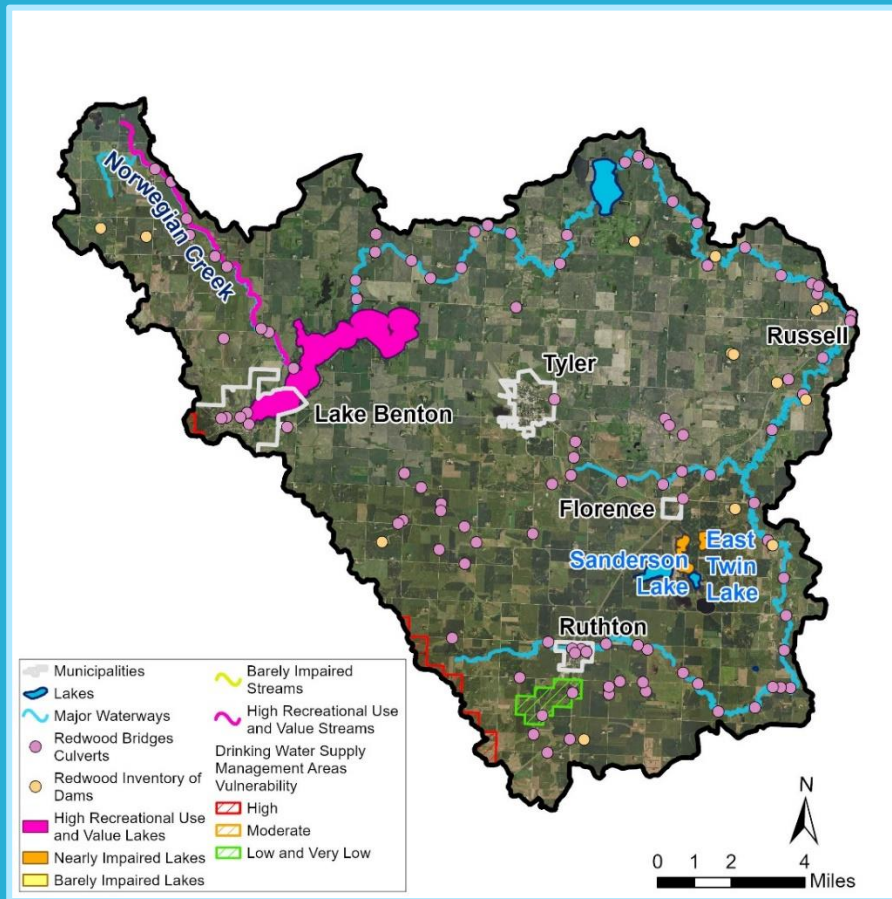 Norwegian Creek
Russell
Tyler
Lake Benton
Florence
East
Twin
Lake
Sanderson
Lake
Ruthton
Municipalities
Lakes
Major Waterways
Redwood Bridges
Culverts
Redwood Inventory of
Dams
High Recreational Use
and Value Lakes
Nearly Impaired Lakes
Barely Impaired Lakes
Barely Impaired
Streams
High Recreational Use
and Value Streams
Drinking Water Supply
Management Areas
Vulnerability
High
Moderate
Low and Very Low
N
0 1 2 4
Miles